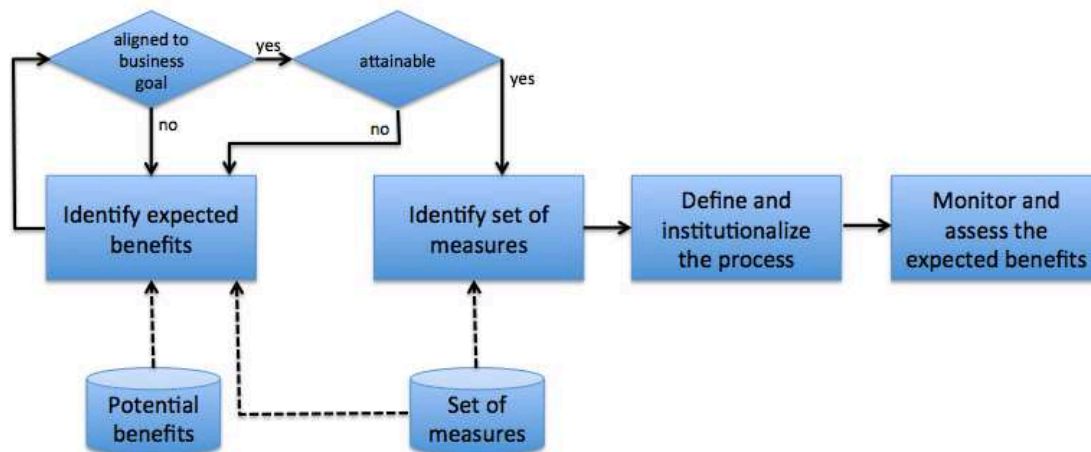 aligned to
business
goal
yes
attainable
yes
no
no
Identify expected
benefits
Identify set of
measures
Define and
institutionalize
the process
Monitor and
assess the
expected benefits
Potential
benefits
Set of
measures